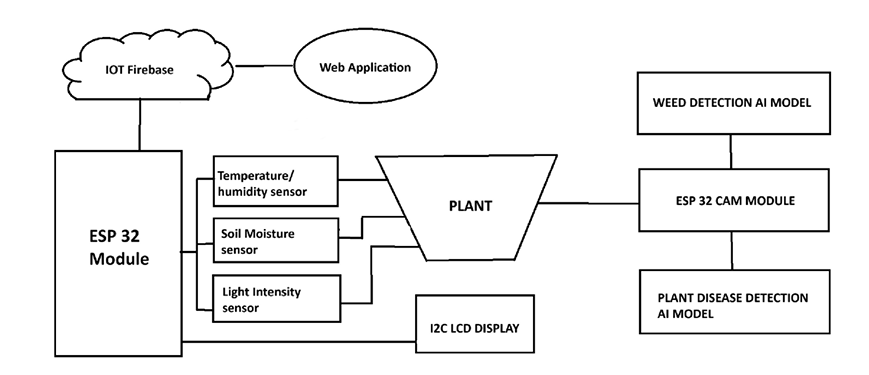 IOT Firebase
Web Application
WEED DETECTION AI MODEL
Temperature/
humidity sensor
PLANT
ESP 32 CAM MODULE
ESP 32
Module
Soil Moisture
sensor
Light Intensity
sensor
PLANT DISEASE DETECTION
AI MODEL
I2C LCD DISPLAY